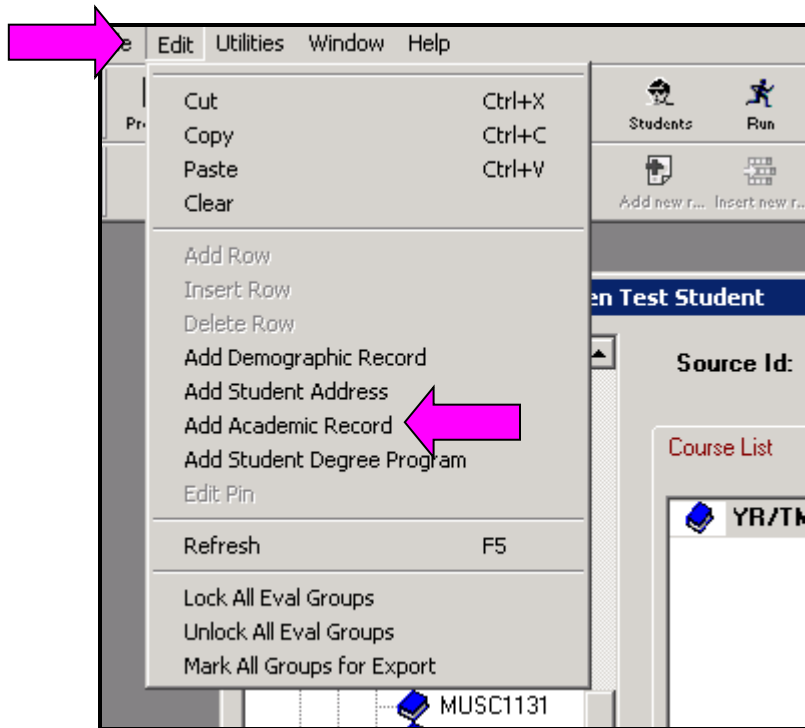 e Edit Utilities Window Help
Pr... Students Run
Add new r... Insert new r...
Cut Ctrl+X
Copy Ctrl+C
Paste Ctrl+V
Clear
Add Row
Insert Row
Delete Row
Add Demographic Record
Add Student Address
Add Academic Record
Add Student Degree Program
Edit Pin
Refresh F5
Lock All Eval Groups
Unlock All Eval Groups
Mark All Groups for Export
en Test Student
Source Id:
Course List
YR/TM
MUSC1131